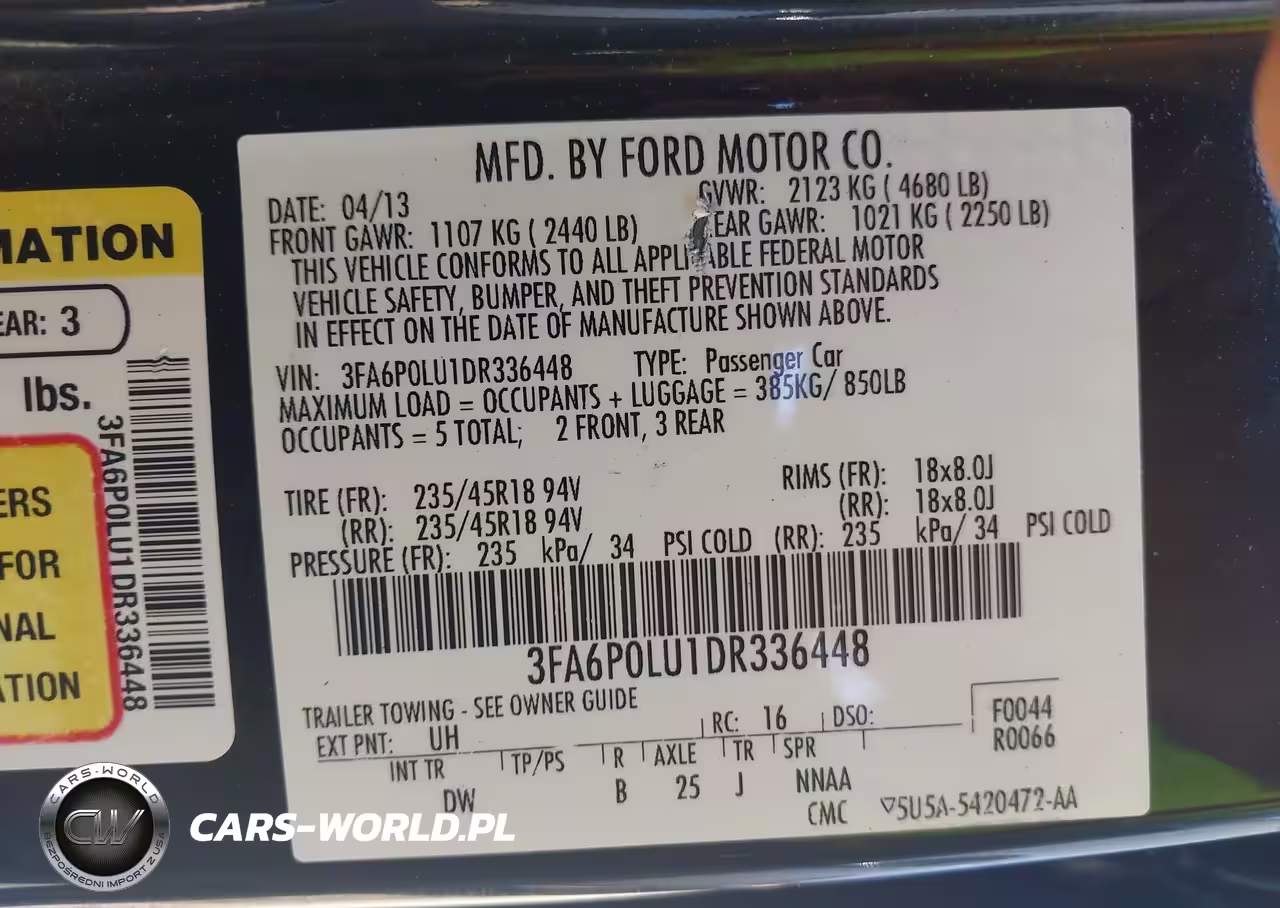 MATION
EAR: 3
lbs.
3FA6P0LU1DR336448
ERS
FOR
NAL
ATION
MFD. BY FORD MOTOR CO.
DATE: 04/13 GVWR: 2123 KG ( 4680 LB)
FRONT GAWR: 1107 KG ( 2440 LB) EAR GAWR: 1021 KG ( 2250 LB)
THIS VEHICLE CONFORMS TO ALL APPLICABLE FEDERAL MOTOR
VEHICLE SAFETY, BUMPER, AND THEFT PREVENTION STANDARDS
IN EFFECT ON THE DATE OF MANUFACTURE SHOWN ABOVE.
VIN: 3FA6P0LU1DR336448 TYPE: Passenger Car
MAXIMUM LOAD = OCCUPANTS + LUGGAGE = 385KG/ 850LB
OCCUPANTS = 5 TOTAL; 2 FRONT, 3 REAR
TIRE (FR): 235/45R18 94V RIMS (FR): 18x8.0J
(RR): 235/45R18 94V (RR): 18x8.0J
PRESSURE (FR): 235 kPa/ 34 PSI COLD (RR): 235 kPa/ 34 PSI COLD
3FA6P0LU1DR336448
TRAILER TOWING - SEE OWNER GUIDE
EXT PNT: UH RC: 16 DSO: F0044
R0066
INT TR TP/PS R AXLE TR SPR
DW B 25 J NNAA
CMC ▽5U5A-5420472-AA
CARS-WORLD
CW
BEZPOŚREDNI IMPORT Z USA
CARS-WORLD.PL